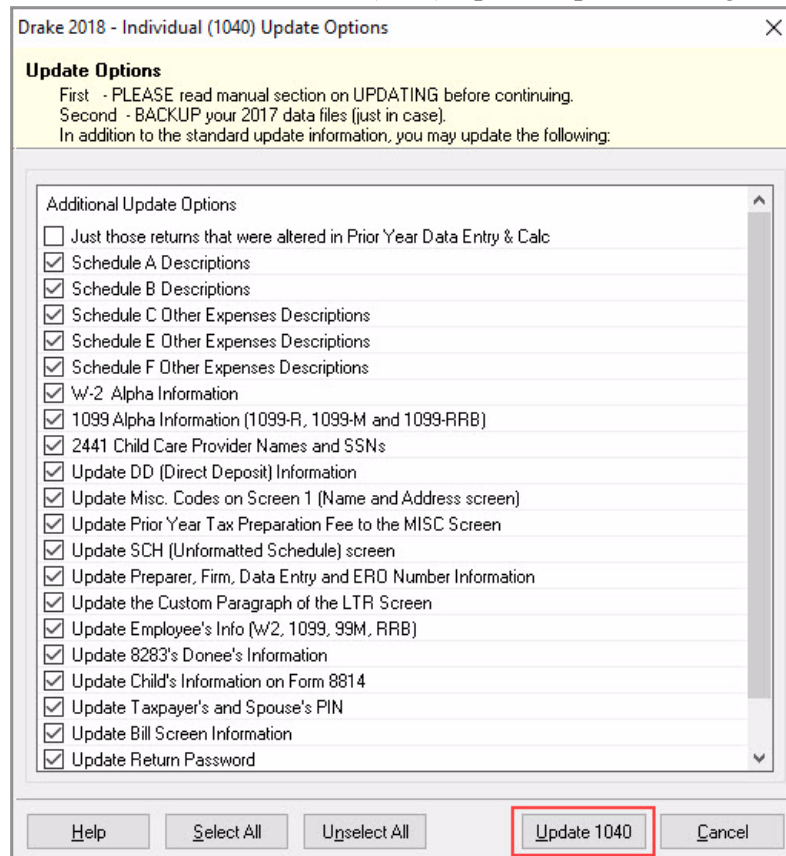 Drake 2018 - Individual (1040) Update Options
Update Options
First - PLEASE read manual section on UPDATING before continuing.
Second - BACKUP your 2017 data files (just in case).
In addition to the standard update information, you may update the following:
Additional Update Options
Just those returns that were altered in Prior Year Data Entry & Calc
Schedule A Descriptions
Schedule B Descriptions
Schedule C Other Expenses Descriptions
Schedule E Other Expenses Descriptions
Schedule F Other Expenses Descriptions
W-2 Alpha Information
1099 Alpha Information (1099-R, 1099-M and 1099-RRB)
2441 Child Care Provider Names and SSNs
Update DD (Direct Deposit) Information
Update Misc. Codes on Screen 1 (Name and Address screen)
Update Prior Year Tax Preparation Fee to the MISC Screen
Update SCH (Unformatted Schedule) screen
Update Preparer, Firm, Data Entry and ERO Number Information
Update the Custom Paragraph of the LTR Screen
Update Employee's Info (W2, 1099, 99M, RRB)
Update 8283's Donee's Information
Update Child's Information on Form 8814
Update Taxpayer's and Spouse's PIN
Update Bill Screen Information
Update Return Password
Help Select All Unselect All Update 1040 Cancel